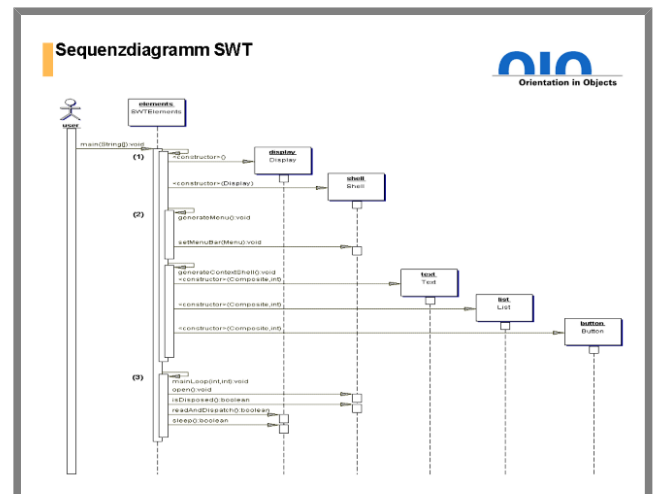 Sequenzdiagramm SWT
OIO
Orientation in Objects
user
elements
SWTElements
main(String[]):void
(1)
<constructor>()
display
Display
<constructor>(Display)
shell
Shell
(2)
generateMenu():void
setMenuBar(Menu):void
generateContextShell():void
<constructor>(Composite,int)
text
Text
<constructor>(Composite,int)
list
List
<constructor>(Composite,int)
button
Button
(3)
mainLoop(int,int):void
open():void
isDisposed():boolean
readAndDispatch():boolean
sleep():boolean